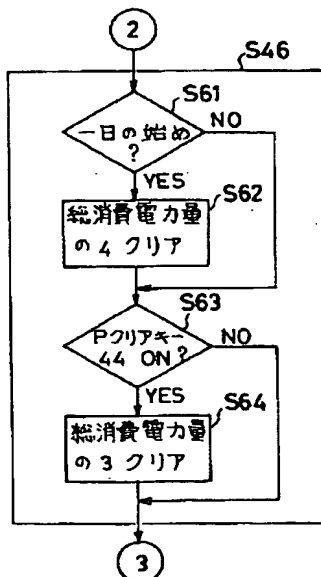 2
S46
S61
一日の始め
?
NO
YES
S62
総消費電力量
の4クリア
S63
Pクリアキー
44 ON?
NO
YES
S64
総消費電力量
の3クリア
3